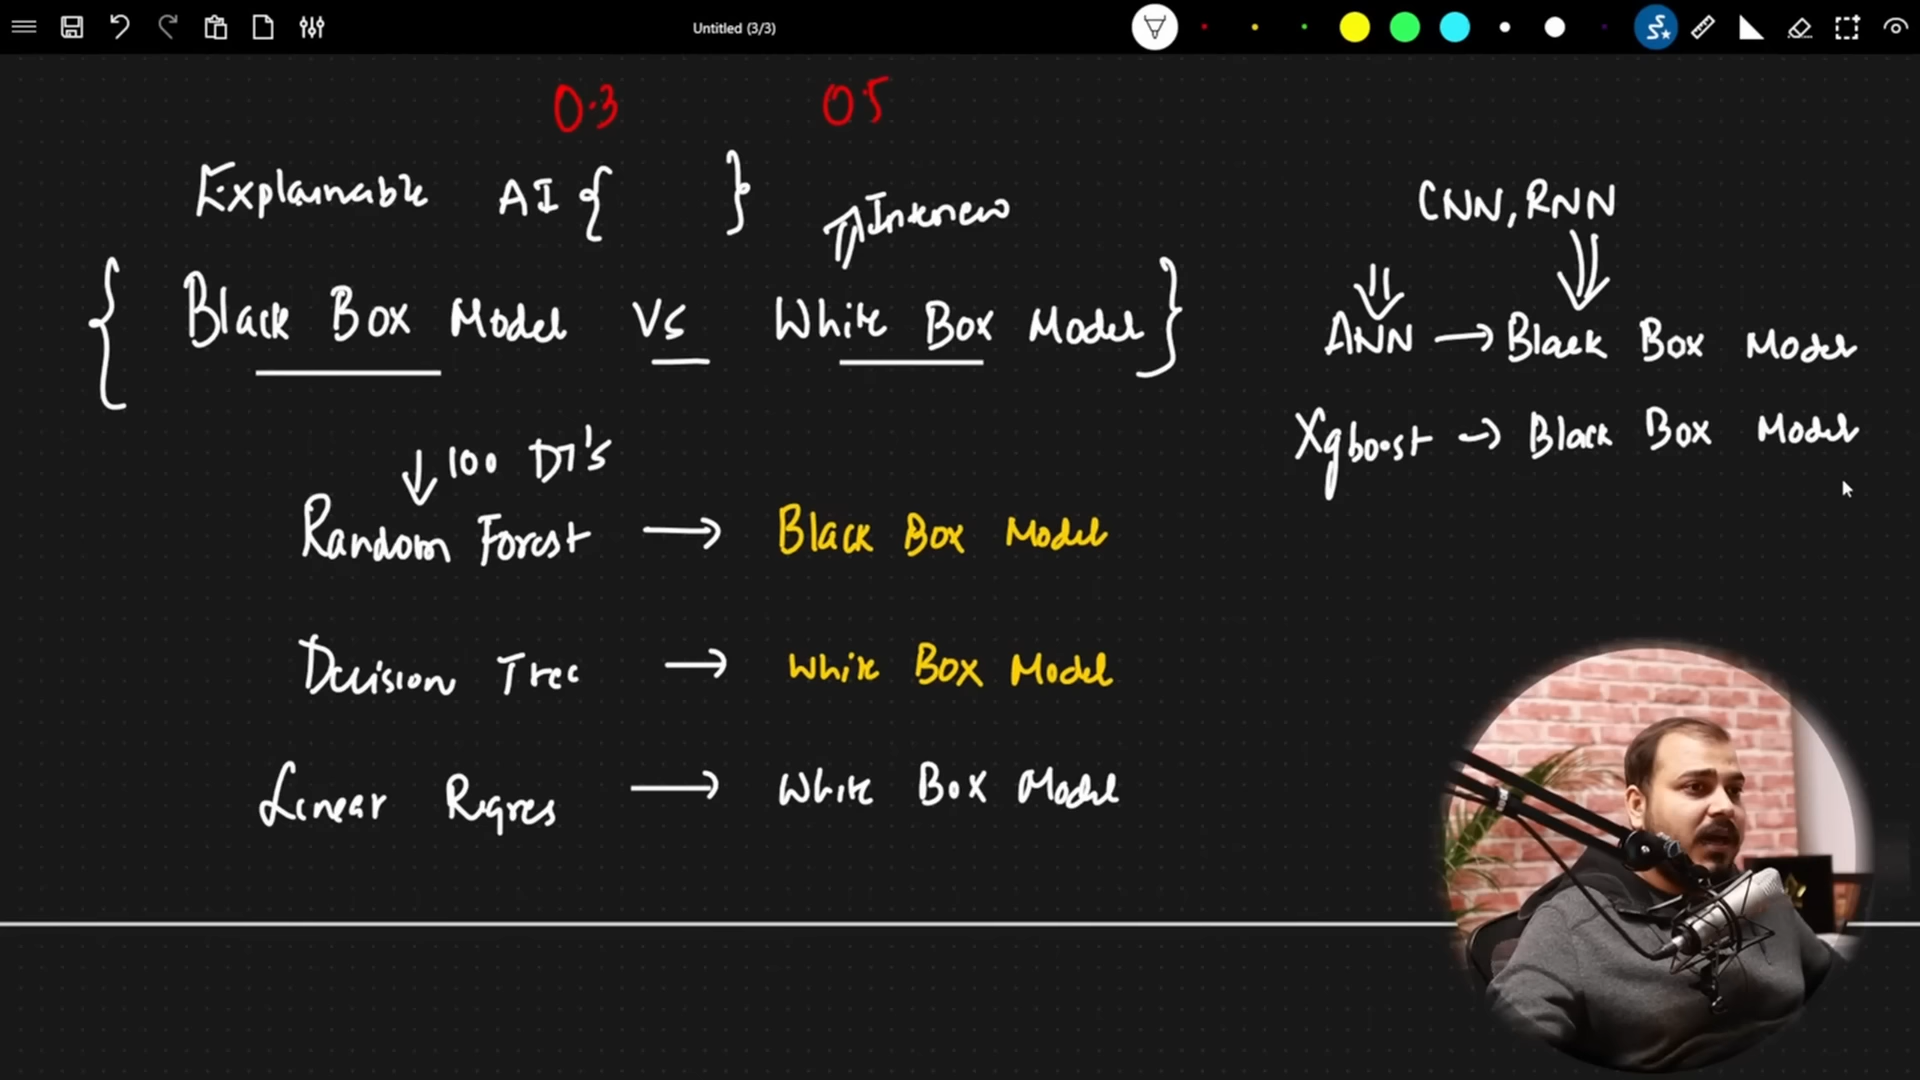 Untitled (3/3)
0.3 0.5
Explainable AI { }
Interview
{ Black Box Model Vs White Box Model }
↓ 100 DT's
Random Forest → Black Box Model
Decision Tree → White Box Model
Linear Regres → White Box Model
CNN, RNN
ANN → Black Box Model
Xgboost → Black Box Model